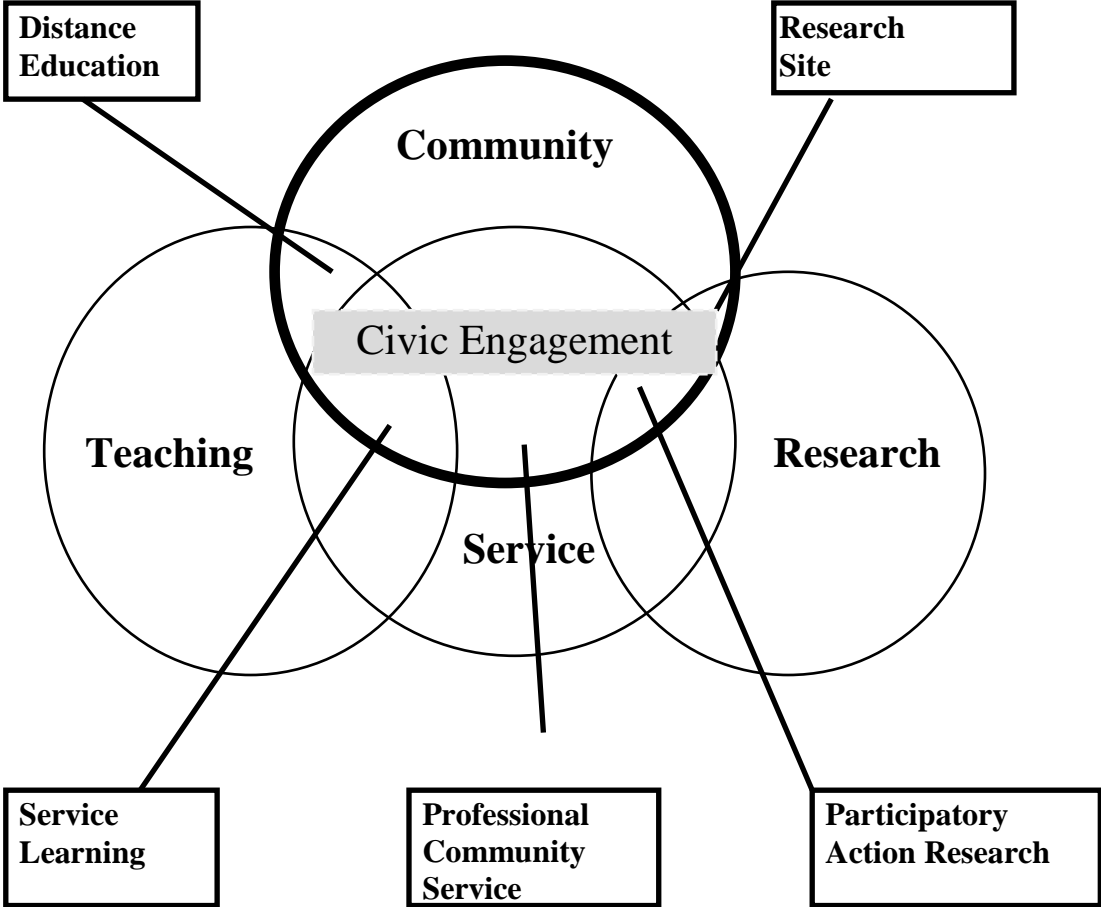 Distance
Education
Research
Site
Community
Civic Engagement
Teaching
Research
Service
Service
Learning
Professional
Community
Service
Participatory
Action Research